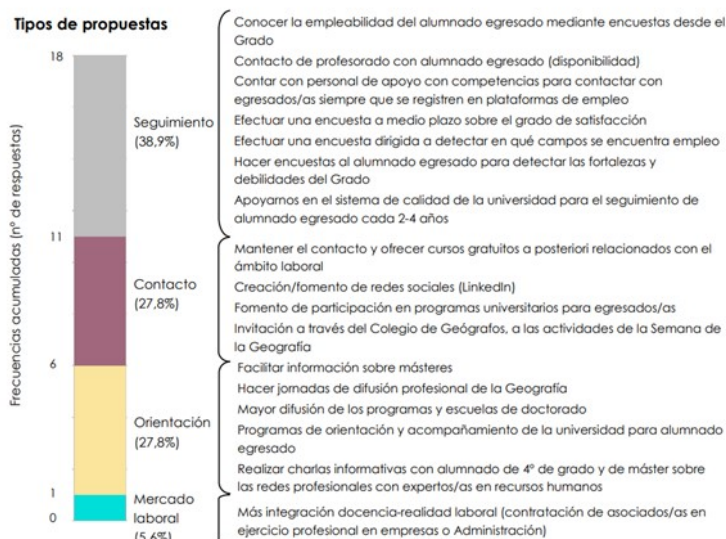 Tipos de propuestas
Frecuencias acumuladas (nº de respuestas)
18
11
6
1
0
Seguimiento
(38,9%)
Conocer la empleabilidad del alumnado egresado mediante encuestas desde el
Grado
Contacto de profesorado con alumnado egresado (disponibilidad)
Contar con personal de apoyo con competencias para contactar con
egresados/as siempre que se registren en plataformas de empleo
Efectuar una encuesta a medio plazo sobre el grado de satisfacción
Efectuar una encuesta dirigida a detectar en qué campos se encuentra empleo
Hacer encuestas al alumnado egresado para detectar las fortalezas y
debilidades del Grado
Apoyarnos en el sistema de calidad de la universidad para el seguimiento de
alumnado egresado cada 2-4 años
Contacto
(27,8%)
Mantener el contacto y ofrecer cursos gratuitos a posteriori relacionados con el
ámbito laboral
Creación/fomento de redes sociales (LinkedIn)
Fomento de participación en programas universitarios para egresados/as
Invitación a través del Colegio de Geógrafos, a las actividades de la Semana de
la Geografía
Orientación
(27,8%)
Facilitar información sobre másteres
Hacer jornadas de difusión profesional de la Geografía
Mayor difusión de los programas y escuelas de doctorado
Programas de orientación y acompañamiento de la universidad para alumnado
egresado
Realizar charlas informativas con alumnado de 4º de grado y de máster sobre
las redes profesionales con expertos/as en recursos humanos
Mercado
laboral
(5,6%)
Más integración docencia-realidad laboral (contratación de asociados/as en
ejercicio profesional en empresas o Administración)